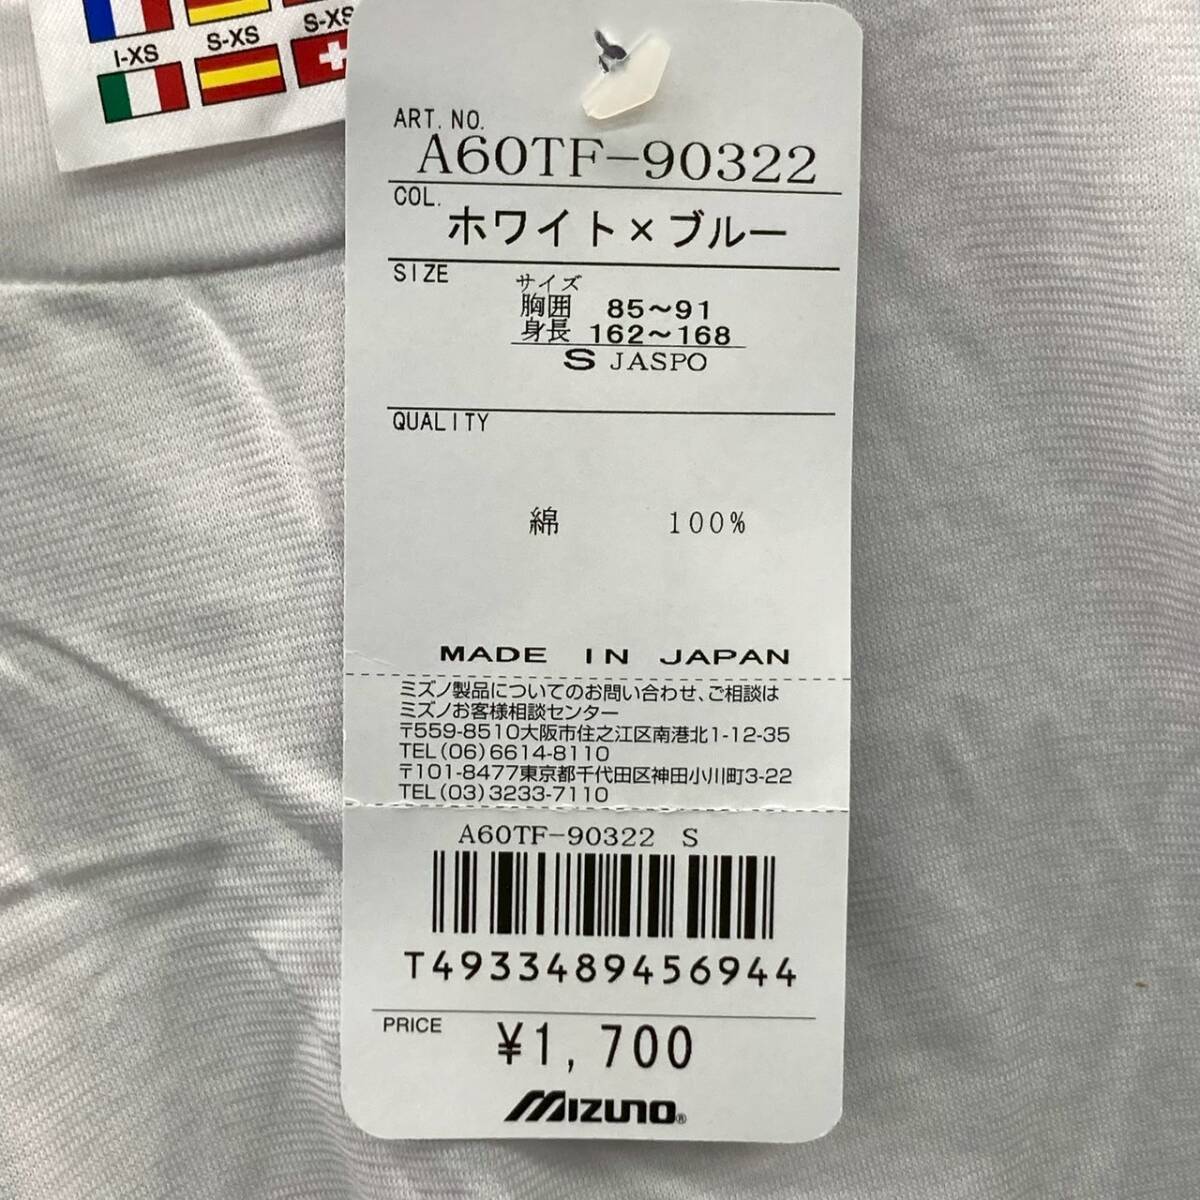 S-XS
I-XS
S-XS
ART. NO.
A60TF-90322
COL.
ホワイト×ブルー
SIZE
サイズ
胸囲 85～91
身長 162～168
S JASPO
QUALITY
綿 100%
MADE IN JAPAN
ミズノ製品についてのお問い合わせ、ご相談は
ミズノお客様相談センター
〒559-8510大阪市住之江区南港北1-12-35
TEL(06)6614-8110
〒101-8477東京都千代田区神田小川町3-22
TEL(03)3233-7110
A60TF-90322 S
T4933489456944
PRICE
¥1,700
MIZUNO®